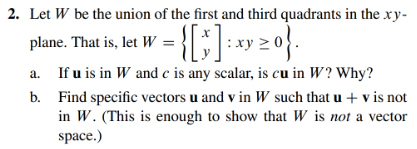 2. Let W be the union of the first and third quadrants in the xy-
plane. That is, let W = { [ x y ] : xy ≥ 0 }.
a. If u is in W and c is any scalar, is cu in W? Why?
b. Find specific vectors u and v in W such that u + v is not
in W. (This is enough to show that W is not a vector
space.)